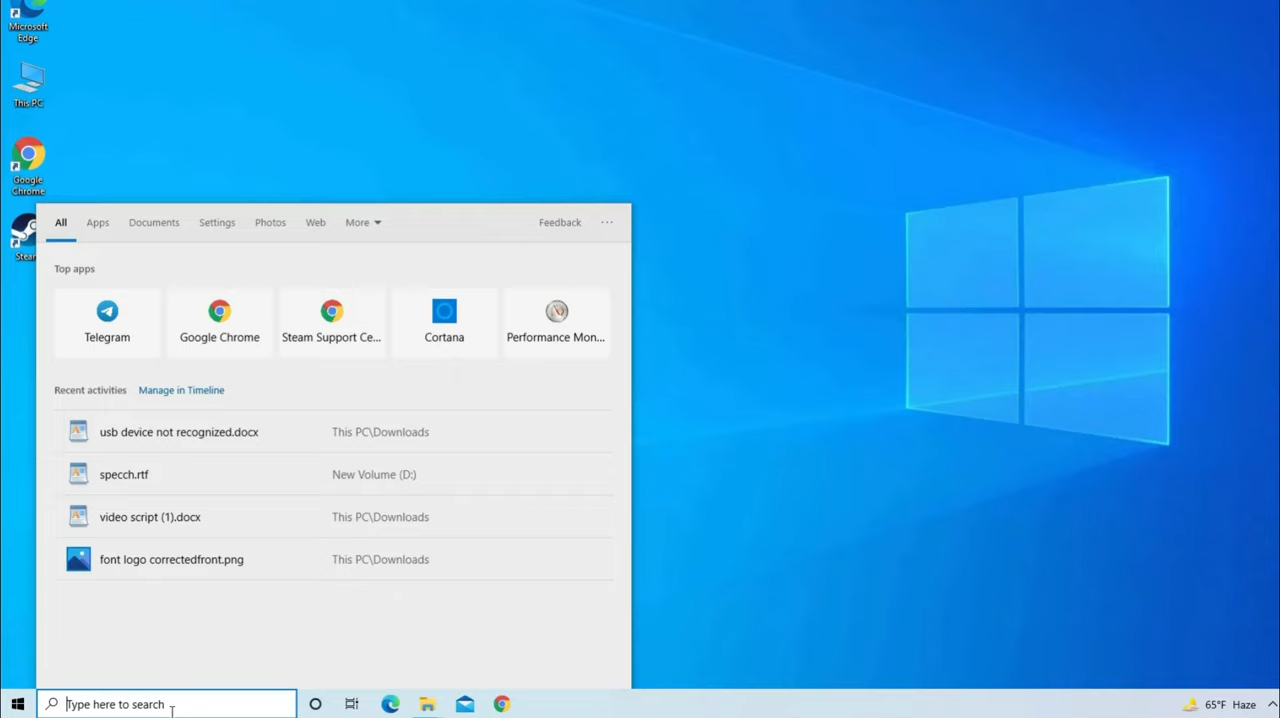 Microsoft
Edge
This PC
Google
Chrome
Stea
All
Apps
Documents
Settings
Photos
Web
More
Feedback
Top apps
Telegram
Google Chrome
Steam Support Ce...
Cortana
Performance Mon...
Recent activities
Manage in Timeline
usb device not recognized.docx
This PC\Downloads
specch.rtf
New Volume (D:)
video script (1).docx
This PC\Downloads
font logo correctedfront.png
This PC\Downloads
Type here to search
65°F Haze